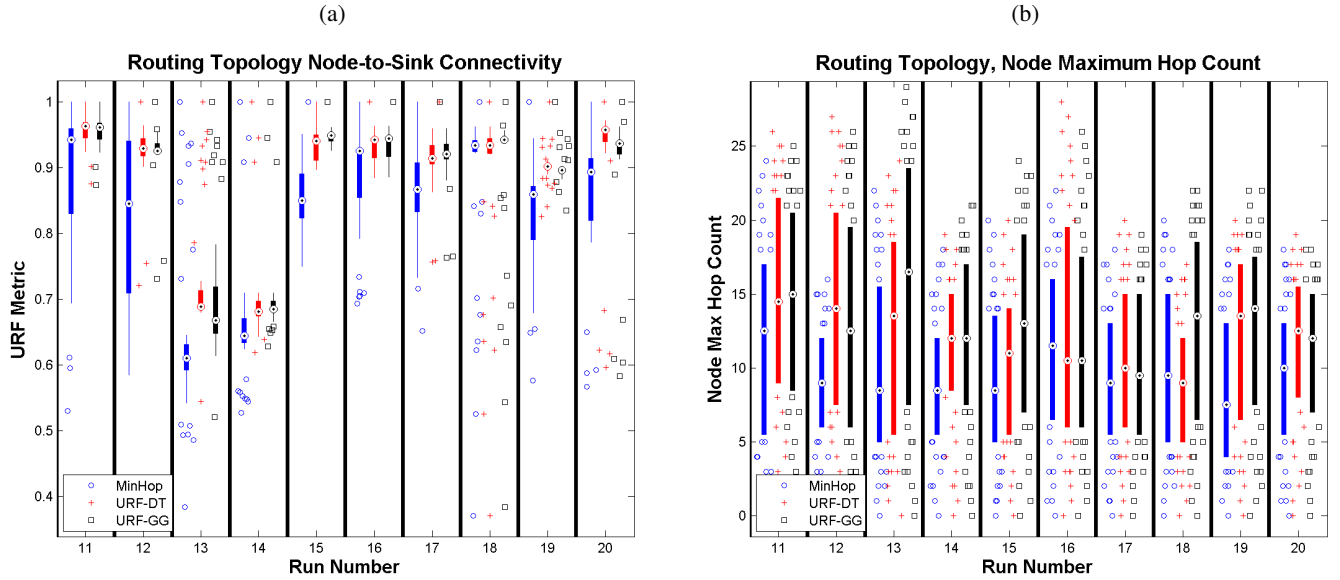 (a)
Routing Topology Node-to-Sink Connectivity
URF Metric
1
0.9
0.8
0.7
0.6
0.5
0.4
MinHop
URF-DT
URF-GG
11 12 13 14 15 16 17 18 19 20
Run Number
(b)
Routing Topology, Node Maximum Hop Count
Node Max Hop Count
25
20
15
10
5
0
MinHop
URF-DT
URF-GG
11 12 13 14 15 16 17 18 19 20
Run Number